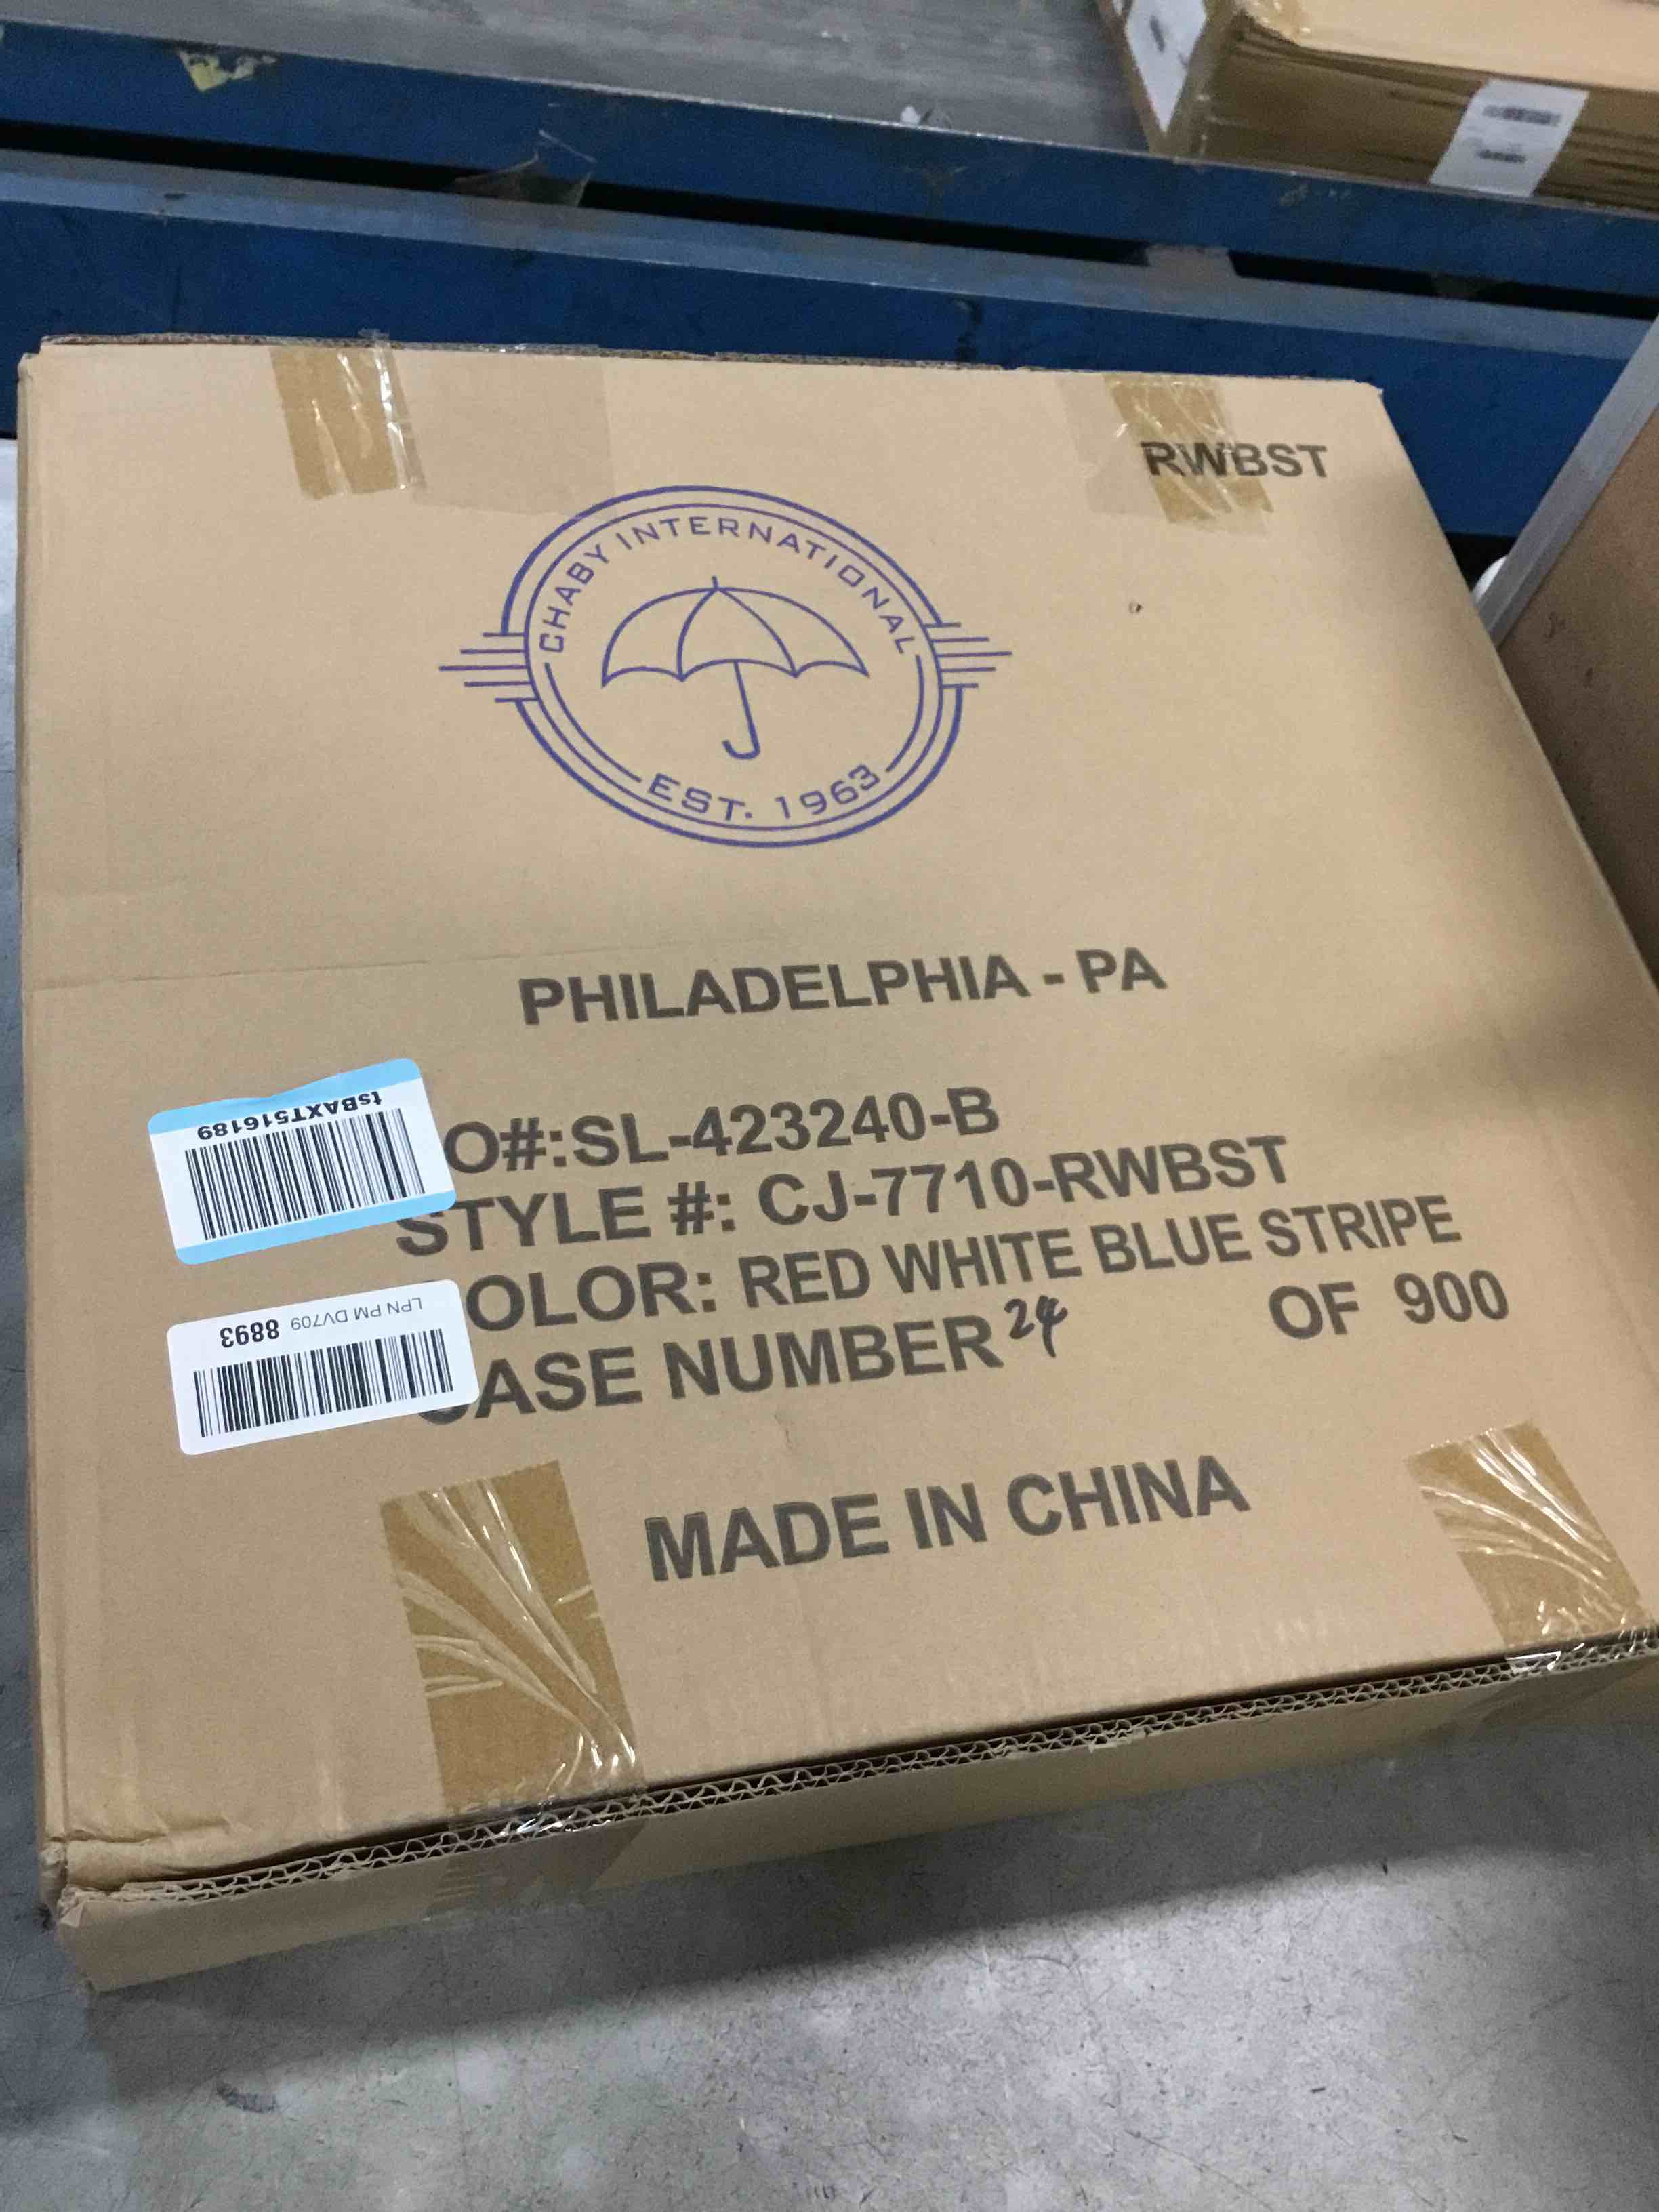 RWBST
CHABY INTERNATIONAL
EST. 1963
PHILADELPHIA - PA
tsBAXT516189
O#:SL-423240-B
STYLE #: CJ-7710-RWBST
OLOR: RED WHITE BLUE STRIPE
LPN PM DV709 8893
CASE NUMBER 24 OF 900
MADE IN CHINA